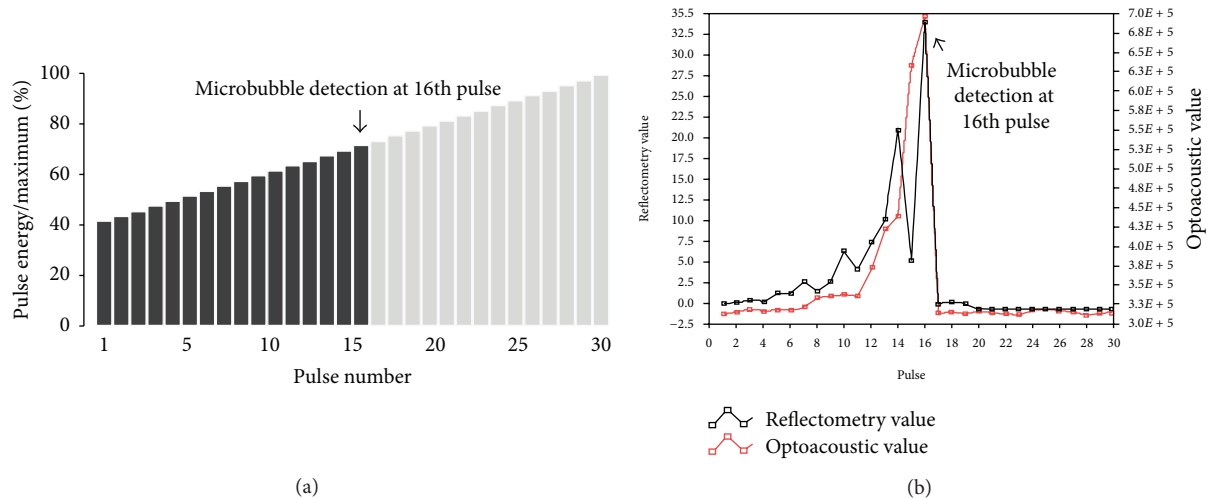 Pulse energy/maximum (%)
100
80
60
40
20
0
Microbubble detection at 16th pulse
1
5
10
15
20
25
30
Pulse number
(a)
Reflectometry value
35.5
32.5
30.0
27.5
25.0
22.5
20.0
17.5
15.0
12.5
10.0
7.5
5.0
2.5
0.0
−2.5
Microbubble
detection at
16th pulse
7.0E + 5
6.8E + 5
6.5E + 5
6.3E + 5
6.0E + 5
5.8E + 5
5.5E + 5
5.3E + 5
5.0E + 5
4.8E + 5
4.5E + 5
4.3E + 5
4.0E + 5
3.8E + 5
3.5E + 5
3.3E + 5
3.0E + 5
Optoacoustic value
0
2
4
6
8
10
12
14
16
18
20
22
24
26
28
30
Pulse
Reflectometry value
Optoacoustic value
(b)